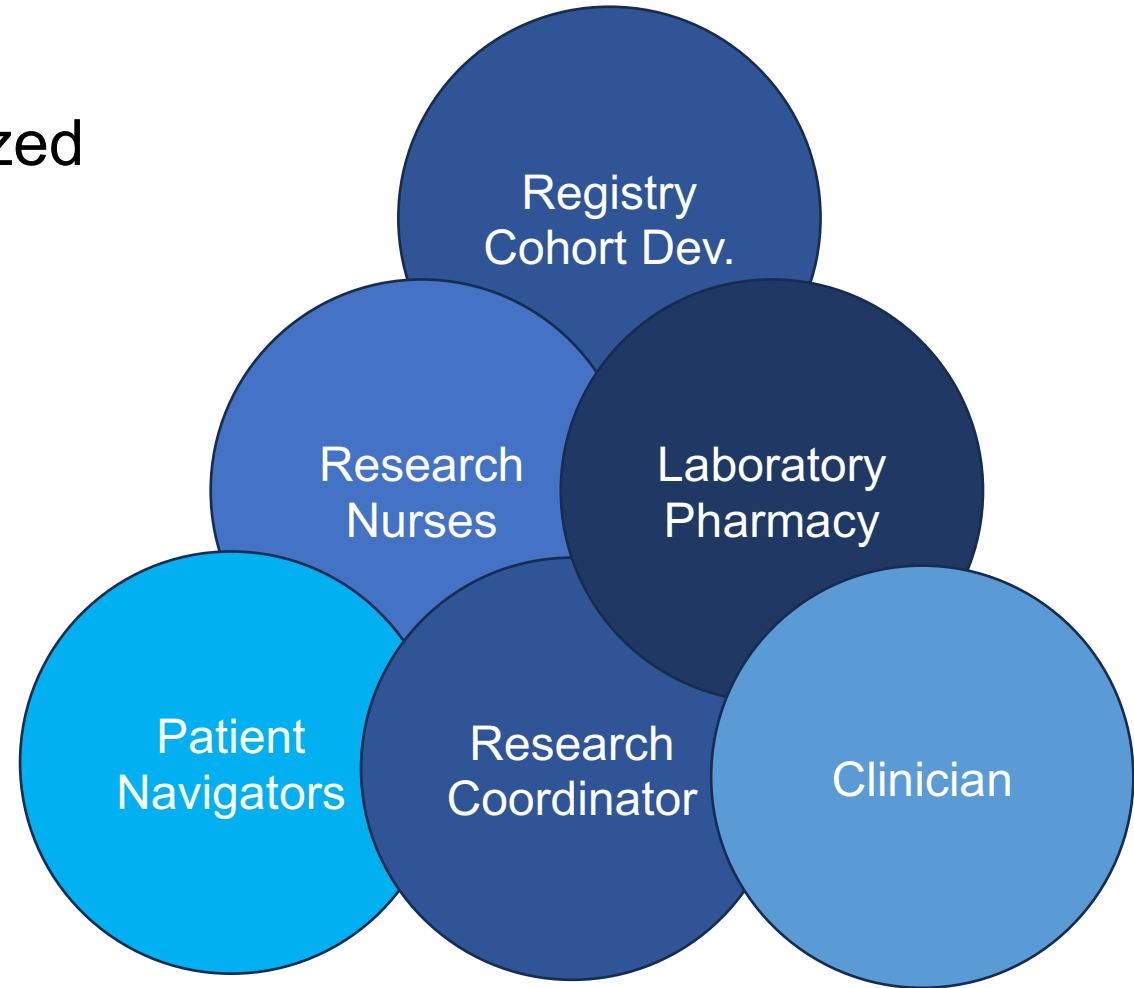 zed
Registry
Cohort Dev.
Research
Nurses
Laboratory
Pharmacy
Patient
Navigators
Research
Coordinator
Clinician